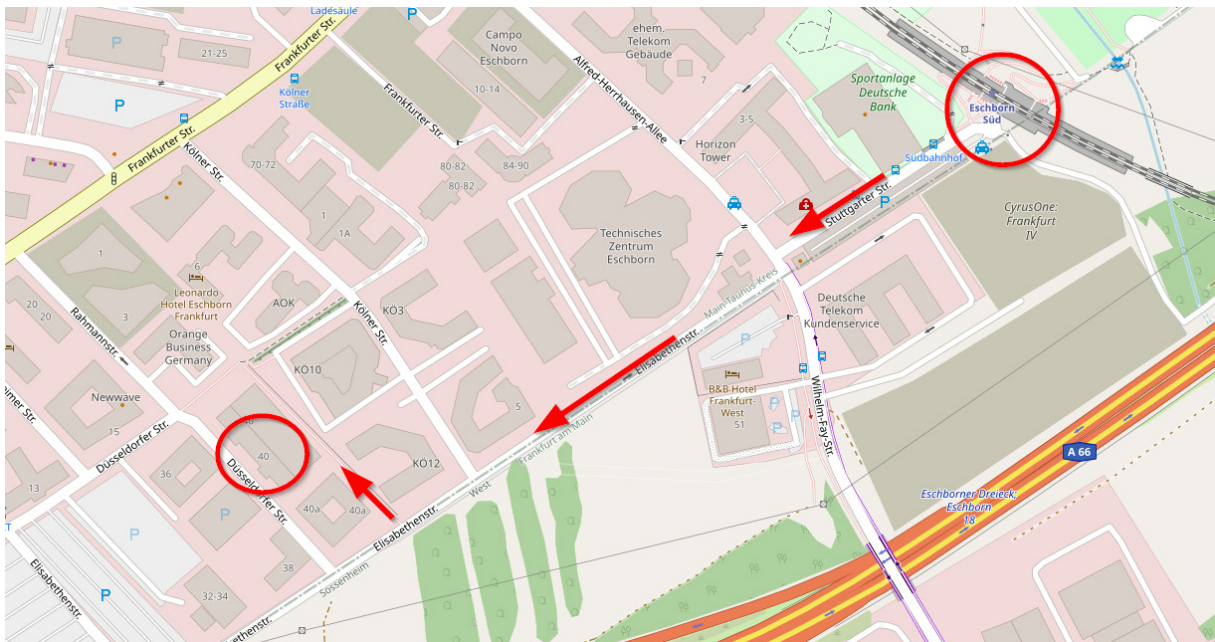 Ladesäule
P
21-25
Frankfurter Str.
Kölner
Straße
P
Frankfurter Str.
Campo
Novo
Eschborn
10-14
ehem.
Telekom
Gebäude
7
Alfred-Herrhausen-Allee
Frankfurter Str.
Kölner Str.
70-72
80-82
84-90
80-82
3-5
Horizon
Tower
Sportanlage
Deutsche
Bank
Eschborn
Süd
Südbahnhof
Stuttgarter Str.
P
CyrusOne:
Frankfurt
IV
1
1A
Technisches
Zentrum
Eschborn
Main-Taunus-Kreis
Deutsche
Telekom
Kundenservice
1
3
6
Leonardo
Hotel Eschborn
Frankfurt
AOK
20
20
Rahmannstr.
Orange
Business
Germany
KÖ3
Kölner Str.
KÖ10
Elisabethenstr.
B&B Hotel
Frankfurt-
West
51
P
P
P
Wilhelm-Fay-Str.
Newwave
15
5
Frankfurt am Main
A 66
Düsseldorfer Str.
40
KÖ12
36
13
Düsseldorfer Str.
West
Eschborner Dreieck;
Eschborn
18
P
40a
40a
Elisabethenstr.
Sossenheim
38
32-34
Elisabethenstr.
P